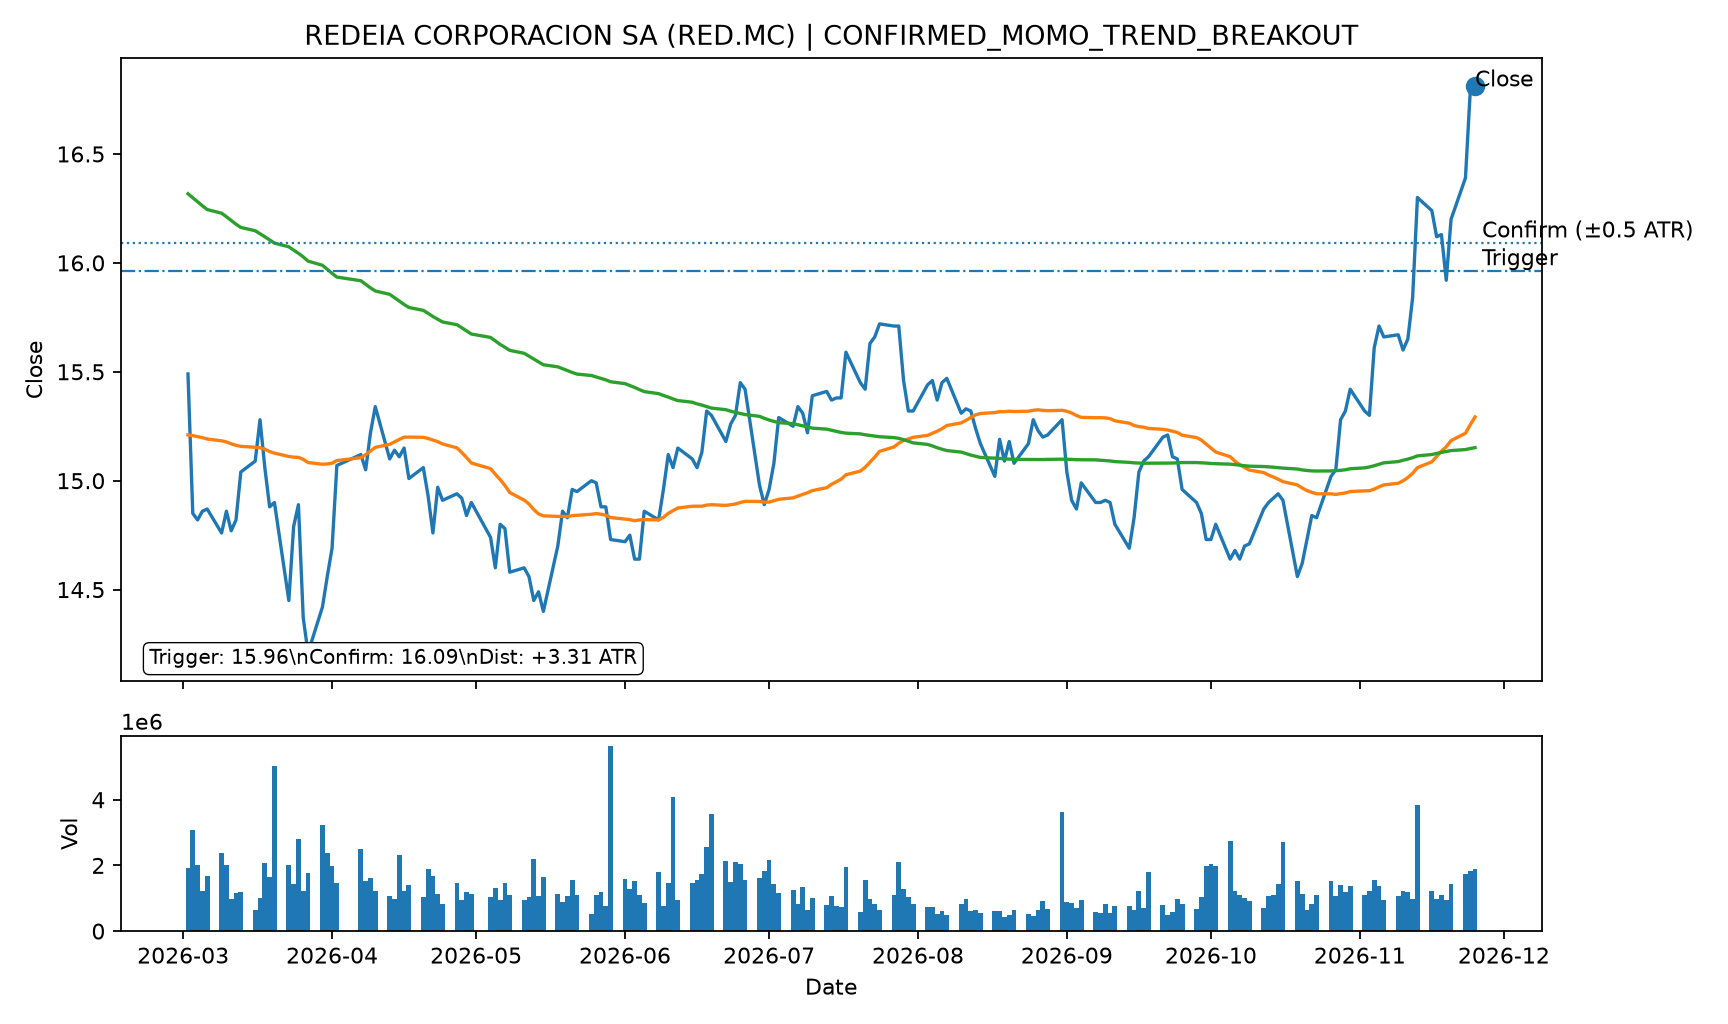 REDEIA CORPORACION SA (RED.MC) | CONFIRMED_MOMO_TREND_BREAKOUT
Close
16.5
Confirm (±0.5 ATR)
16.0
Trigger
15.5
Close
15.0
14.5
Trigger: 15.96\nConfirm: 16.09\nDist: +3.31 ATR
1e6
4
Vol
2
0
2026-03 2026-04 2026-05 2026-06 2026-07 2026-08 2026-09 2026-10 2026-11 2026-12
Date